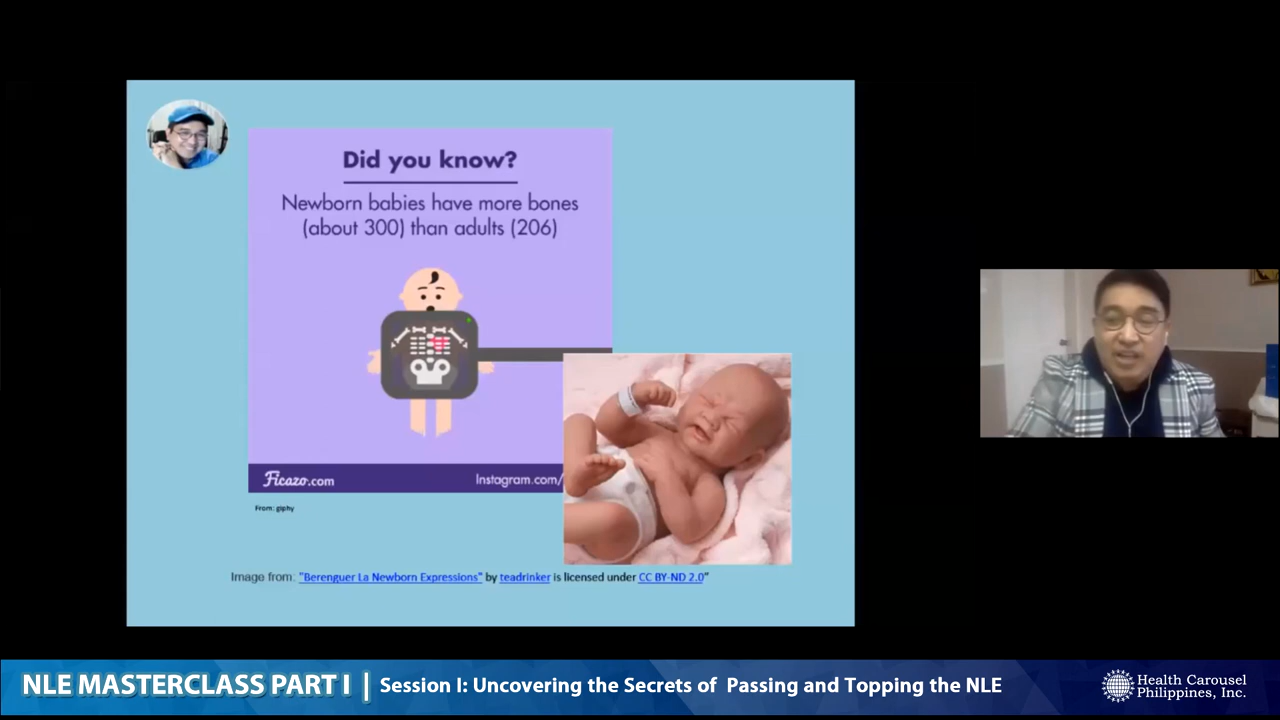 Did you know?
Newborn babies have more bones
(about 300) than adults (206)
Ficazo.com
Instagram.com/
From: giphy
Image from: "Berenguer La Newborn Expressions" by teadrinker is licensed under CC BY-ND 2.0"
NLE MASTERCLASS PART I | Session I: Uncovering the Secrets of Passing and Topping the NLE
Health Carousel
Philippines, Inc.